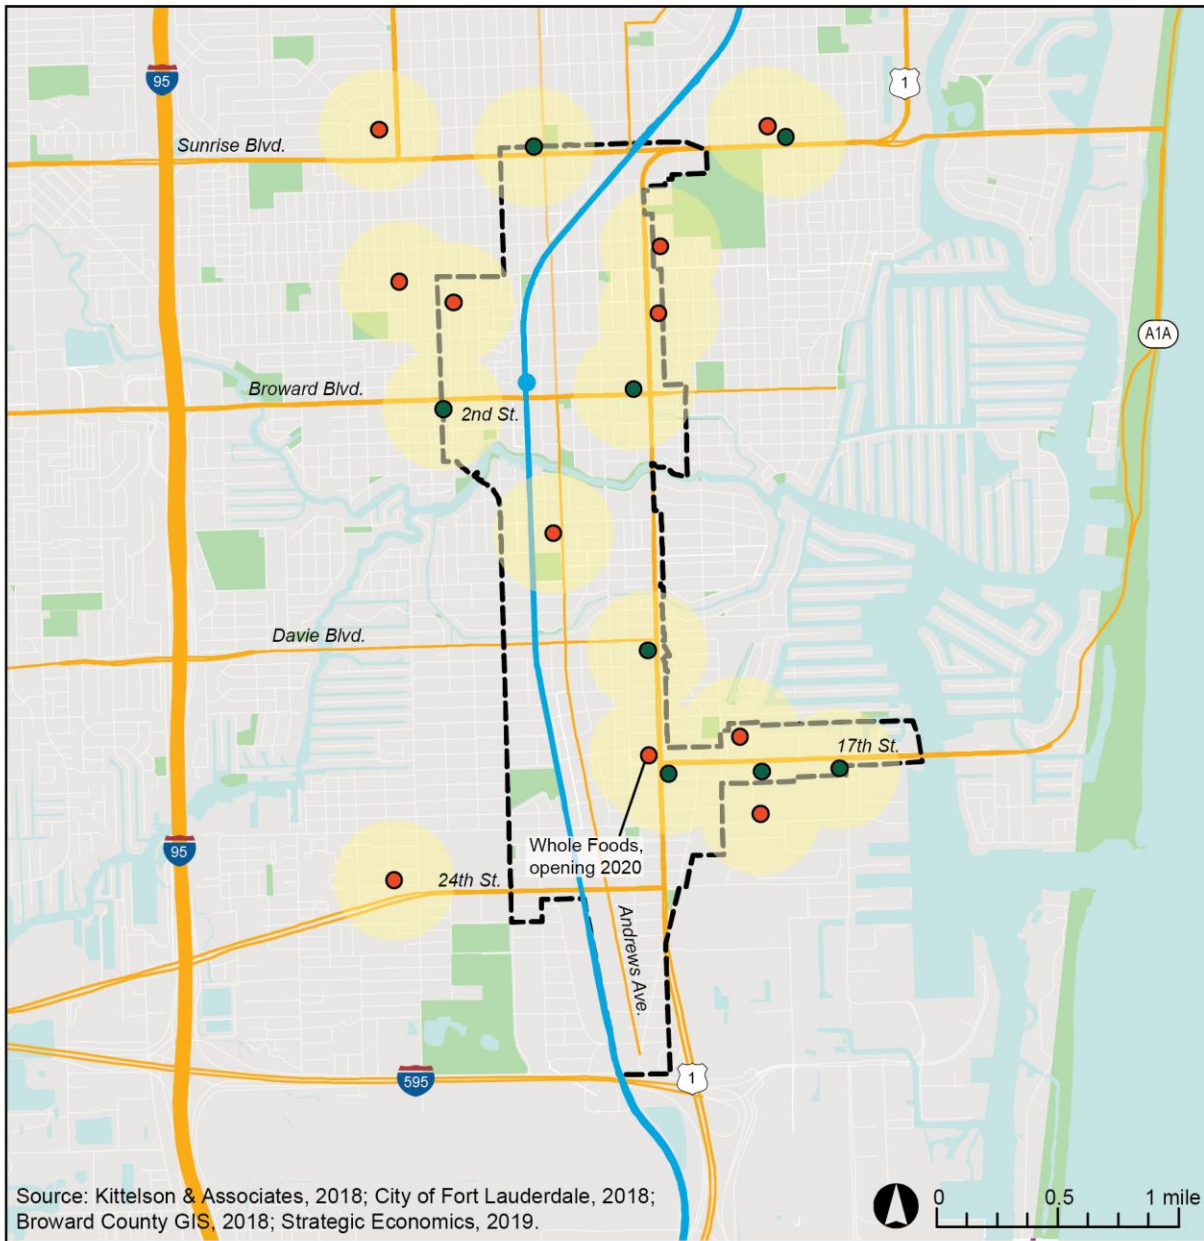 95
1
Sunrise Blvd.
A1A
Broward Blvd.
2nd St.
Davie Blvd.
17th St.
Whole Foods,
opening 2020
95
24th St.
Andrews Ave.
595
1
Source: Kittelson & Associates, 2018; City of Fort Lauderdale, 2018;
Broward County GIS, 2018; Strategic Economics, 2019.
0 0.5 1 mile